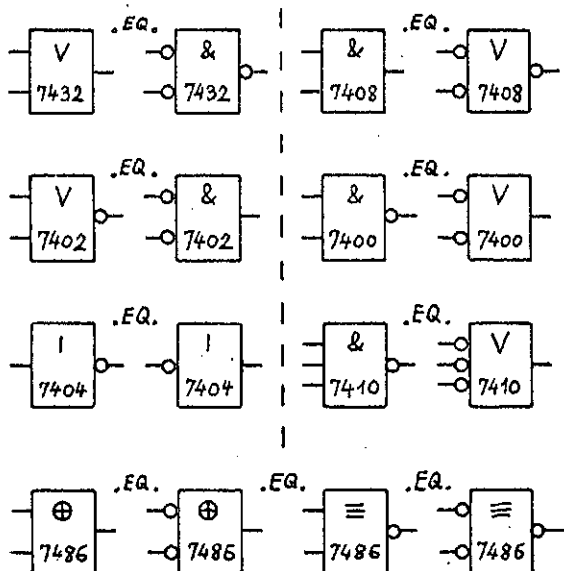 .EQ. .EQ.
V & & V
7432 7432 7408 7408
.EQ. .EQ.
V & & V
7402 7402 7400 7400
.EQ. .EQ.
1 1 & V
7404 7404 7410 7410
.EQ. .EQ. .EQ.
⊕ ⊕ ≡ ≡
7486 7486 7486 7486